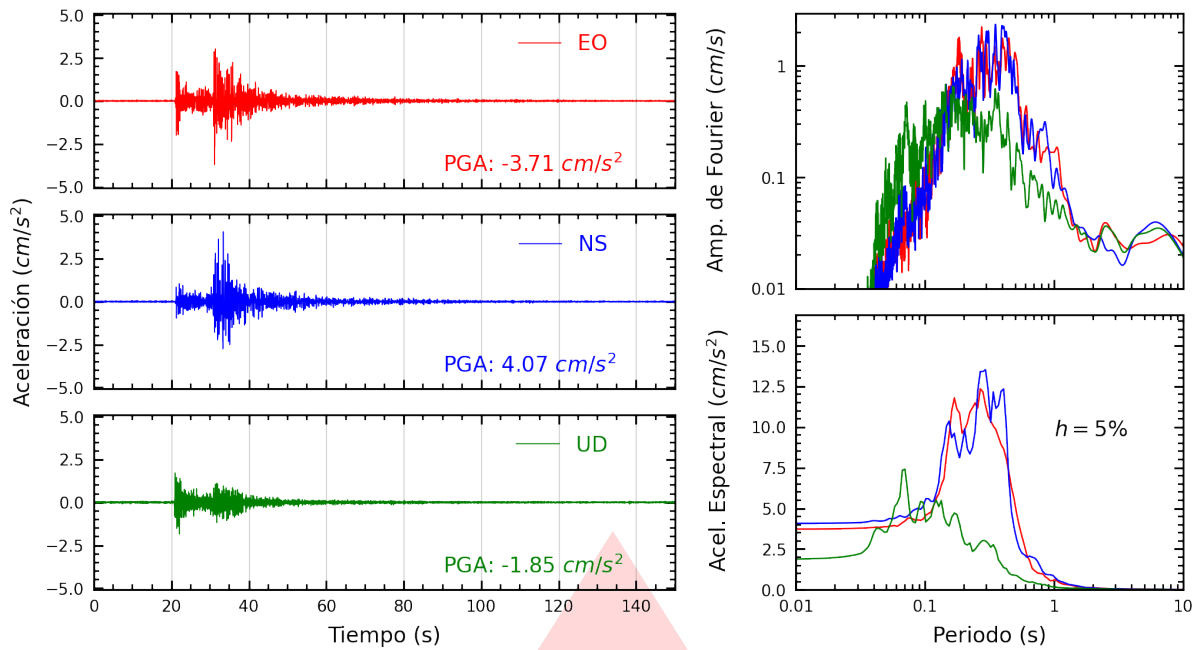 Aceleración (cm/s²)
5.0
2.5
0.0
−2.5
−5.0
EO
PGA: -3.71 cm/s²
5.0
2.5
0.0
−2.5
−5.0
NS
PGA: 4.07 cm/s²
5.0
2.5
0.0
−2.5
−5.0
UD
PGA: -1.85 cm/s²
0 20 40 60 80 100 120 140
Tiempo (s)
Amp. de Fourier (cm/s)
1
0.1
0.01
Acel. Espectral (cm/s²)
15.0
12.5
10.0
7.5
5.0
2.5
0.0
h = 5%
0.01 0.1 1 10
Periodo (s)